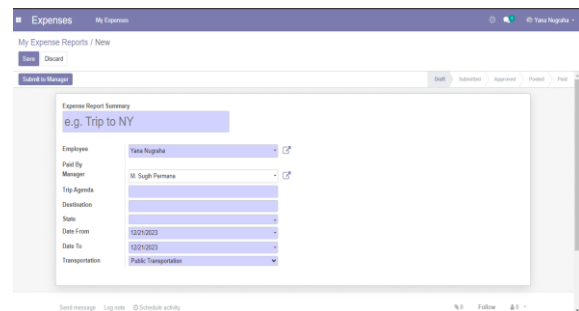 Expenses My Expenses Yana Nugraha
My Expense Reports / New
Save Discard
Submit to Manager Draft Submitted Approved Posted Paid
Expense Report Summary
e.g. Trip to NY
Employee Yana Nugraha
Paid By
Manager M. Sugih Permana
Trip Agenda
Destination
State
Date From 12/21/2023
Date To 12/21/2023
Transportation Public Transportation
Send message Log note Schedule activity 0 Follow 0